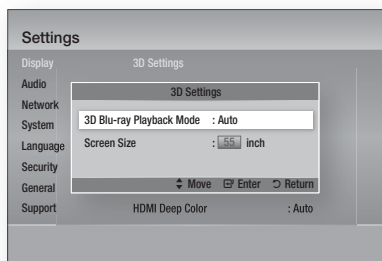 Settings
Display 3D Settings
Audio
3D Settings
Network
3D Blu-ray Playback Mode : Auto
System
Language
Screen Size : 55 inch
Security
General
Move Enter Return
Support HDMI Deep Color : Auto